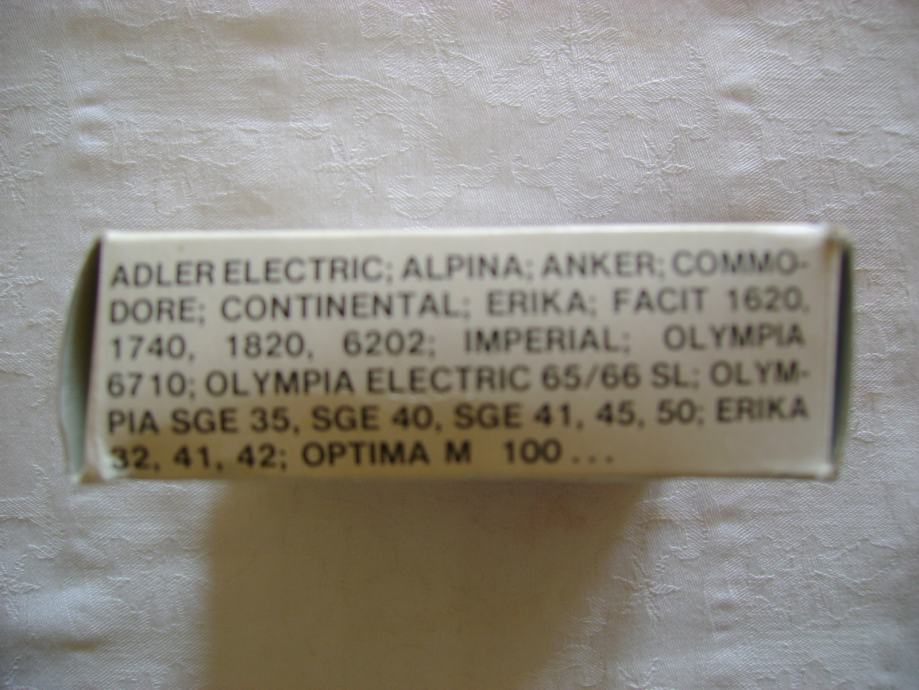 ADLER ELECTRIC; ALPINA; ANKER; COMMO-
DORE; CONTINENTAL; ERIKA; FACIT 1620,
1740, 1820, 6202; IMPERIAL; OLYMPIA
6710; OLYMPIA ELECTRIC 65/66 SL; OLYM-
PIA SGE 35, SGE 40, SGE 41, 45, 50; ERIKA
32, 41, 42; OPTIMA M 100 ...